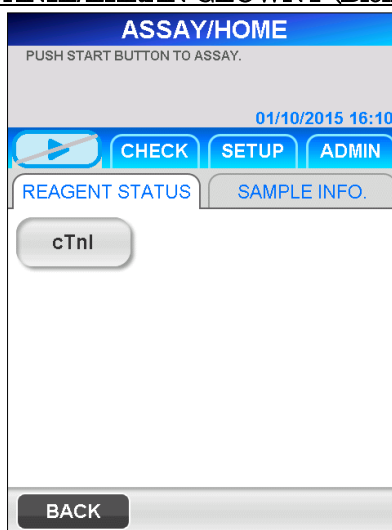 ASSAY/HOME
PUSH START BUTTON TO ASSAY.
01/10/2015 16:10
CHECK SETUP ADMIN
REAGENT STATUS SAMPLE INFO.
cTnI
BACK